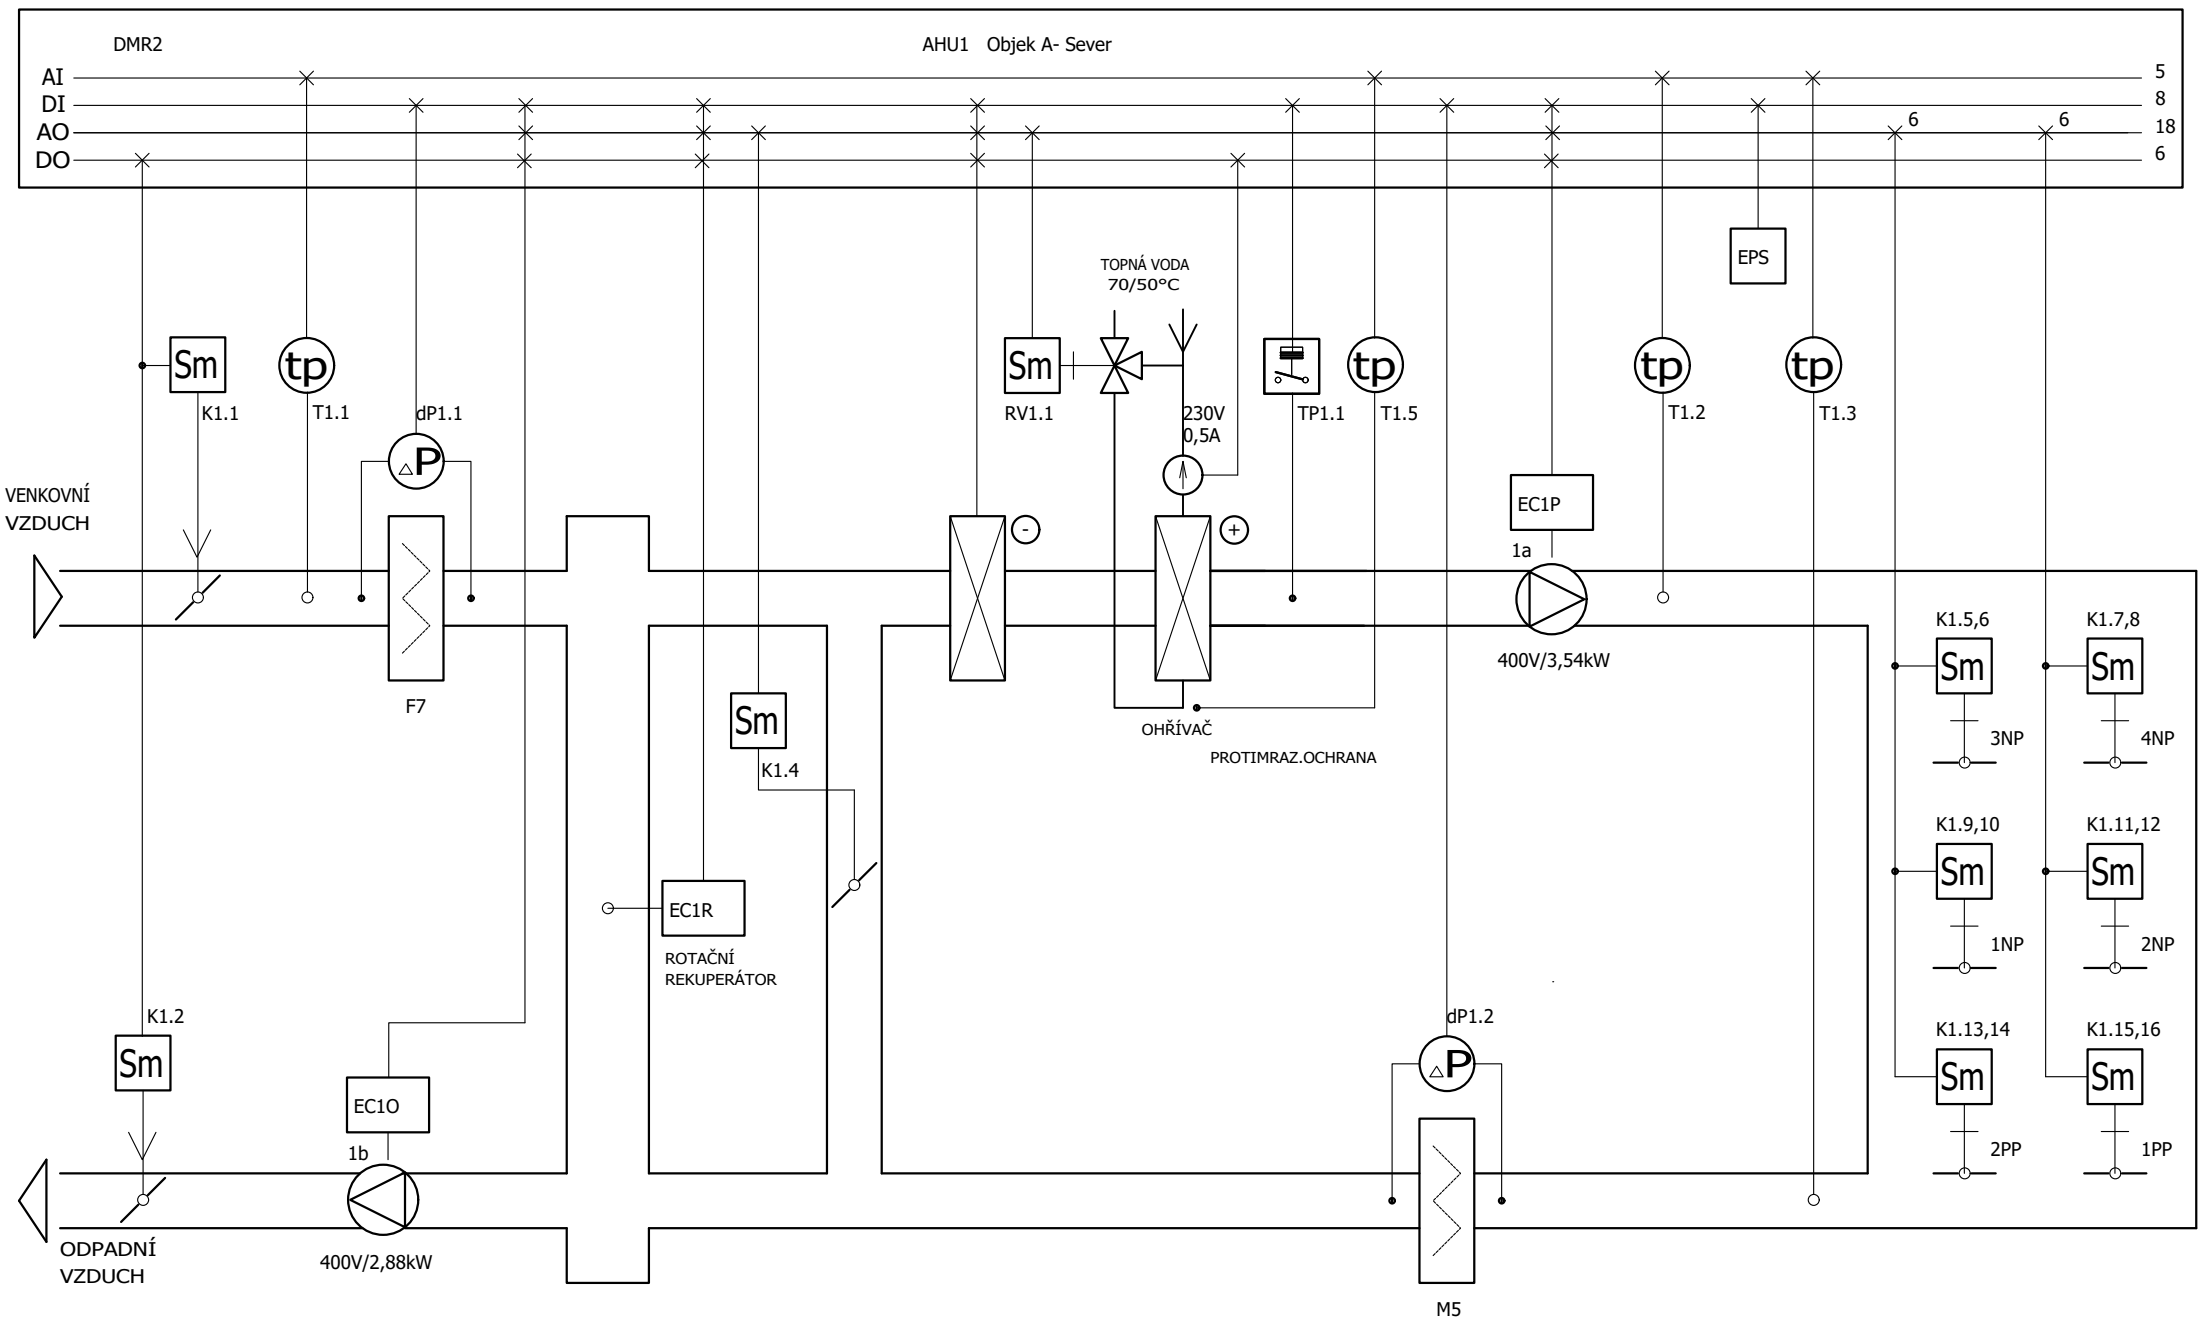 DMR2
AHU1 Objek A- Sever
AI
5
DI
8
AO
6
6
18
DO
6
EPS
TOPNÁ VODA
70/50°C
Sm
K1.1
tp
T1.1
dP1.1
△P
Sm
RV1.1
230V
0,5A
TP1.1
tp
T1.5
tp
T1.2
tp
T1.3
VENKOVNÍ
VZDUCH
F7
-
+
EC1P
1a
400V/3,54kW
OHŘÍVAČ
PROTIMRAZ.OCHRANA
Sm
K1.4
EC1R
ROTAČNÍ
REKUPERÁTOR
K1.5,6
Sm
3NP
K1.7,8
Sm
4NP
K1.9,10
Sm
1NP
K1.11,12
Sm
2NP
K1.13,14
Sm
2PP
K1.15,16
Sm
1PP
K1.2
Sm
EC1O
1b
400V/2,88kW
ODPADNÍ
VZDUCH
dP1.2
△P
M5